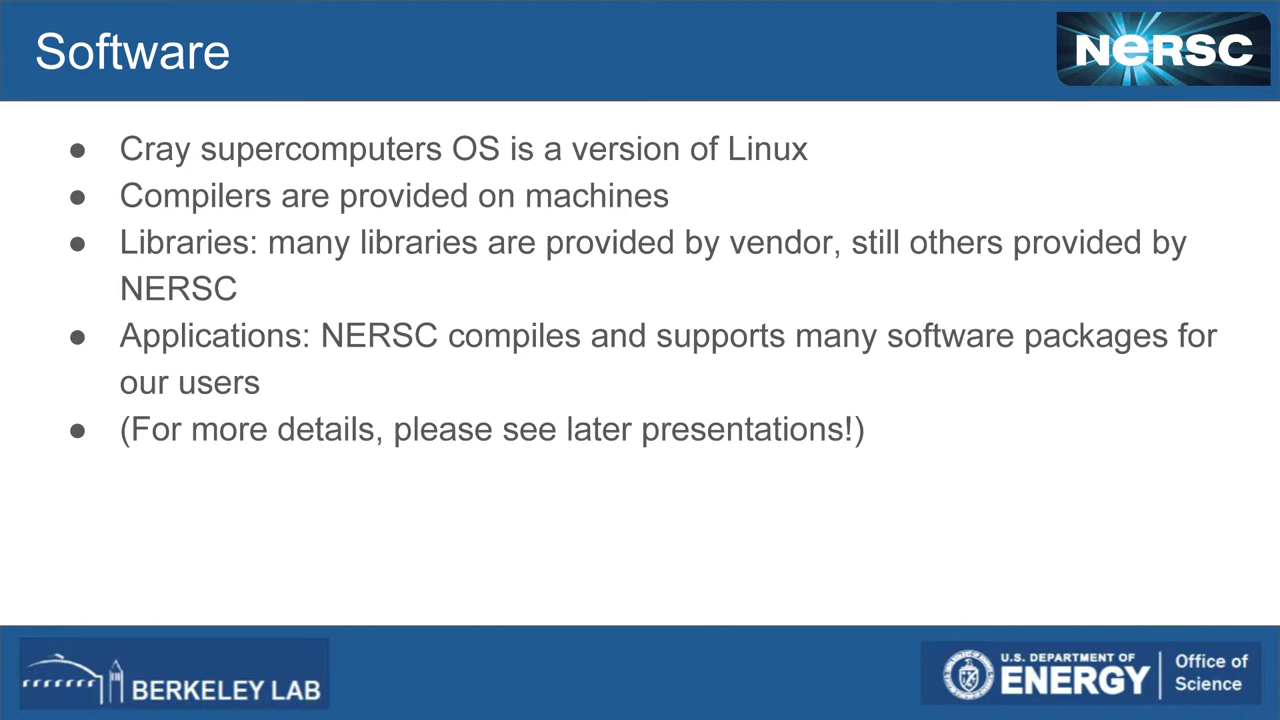 Software
NERSC
● Cray supercomputers OS is a version of Linux
● Compilers are provided on machines
● Libraries: many libraries are provided by vendor, still others provided by
NERSC
● Applications: NERSC compiles and supports many software packages for
our users
● (For more details, please see later presentations!)
BERKELEY LAB
U.S. DEPARTMENT OF
ENERGY
Office of
Science